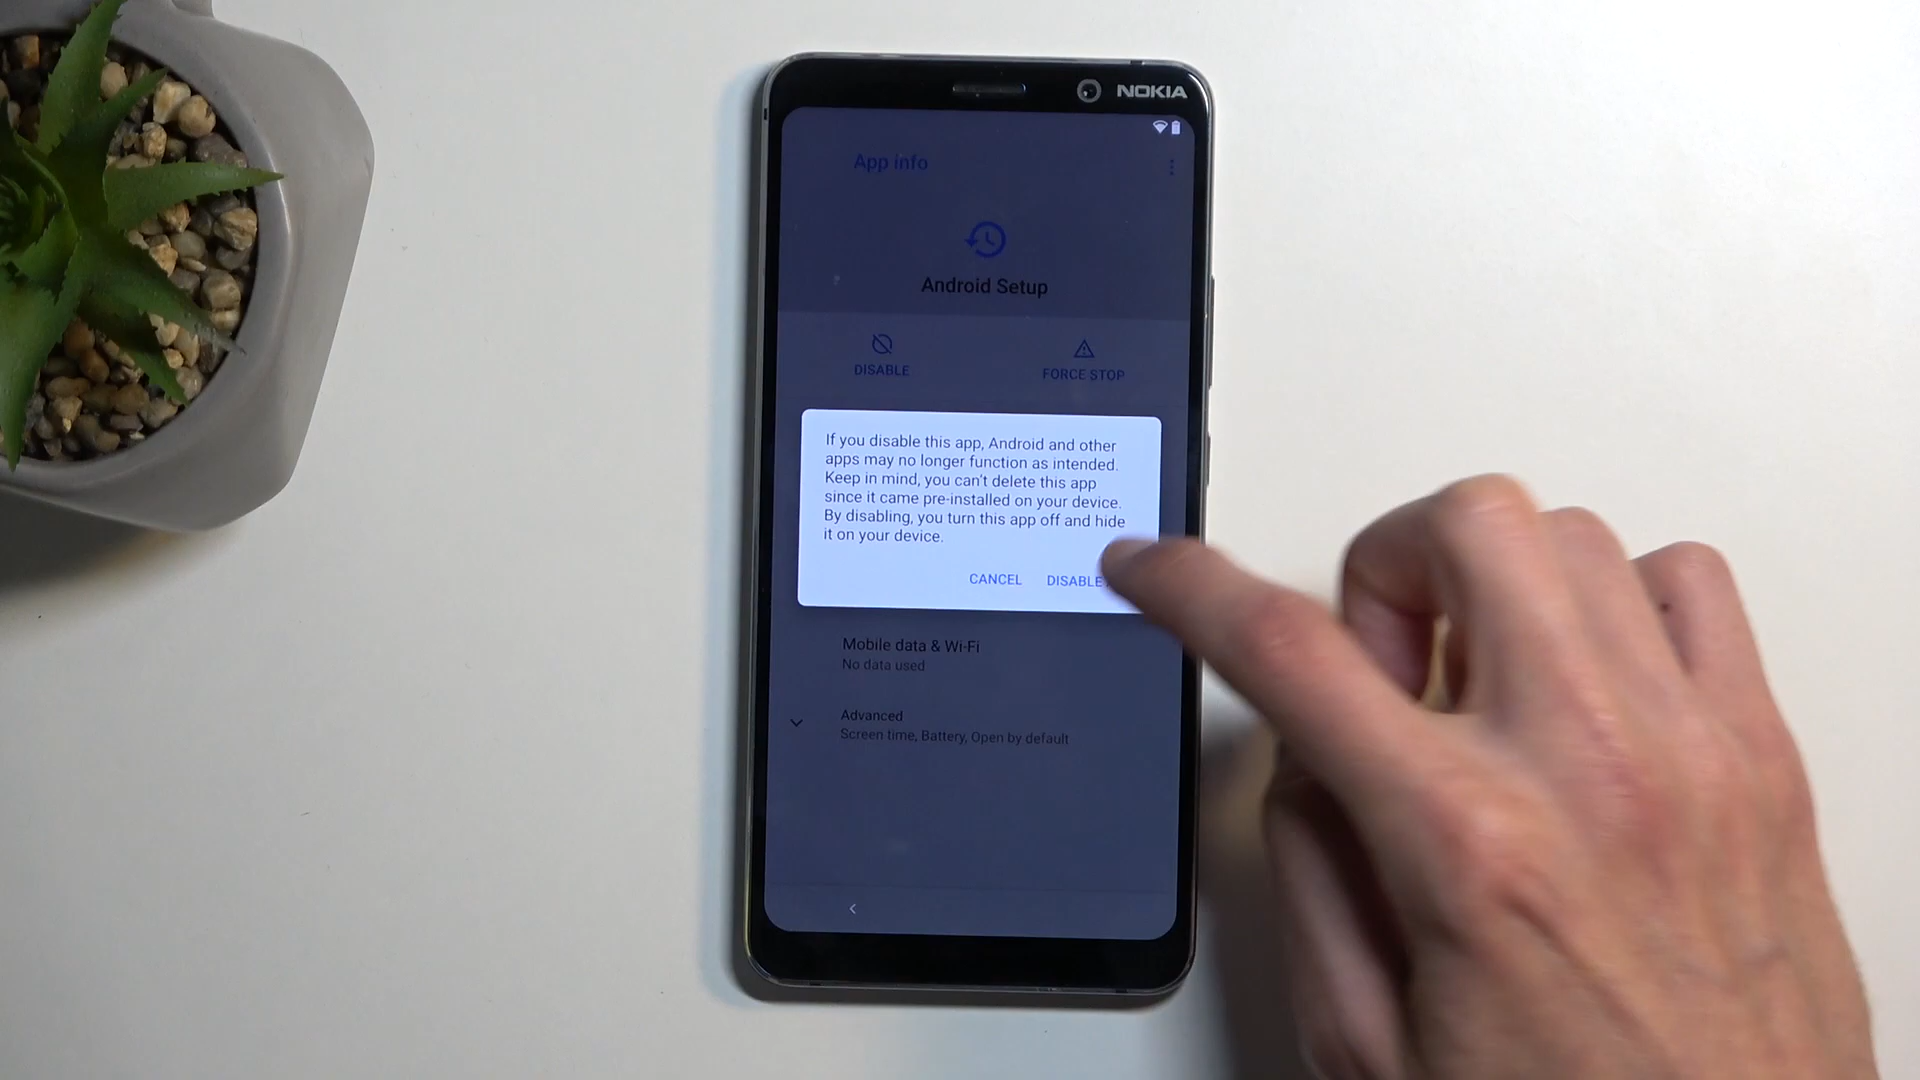 NOKIA
App info
Android Setup
DISABLE
FORCE STOP
If you disable this app, Android and other
apps may no longer function as intended.
Keep in mind, you can't delete this app
since it came pre-installed on your device.
By disabling, you turn this app off and hide
it on your device.
CANCEL
DISABLE
Mobile data & Wi-Fi
No data used
Advanced
Screen time, Battery, Open by default